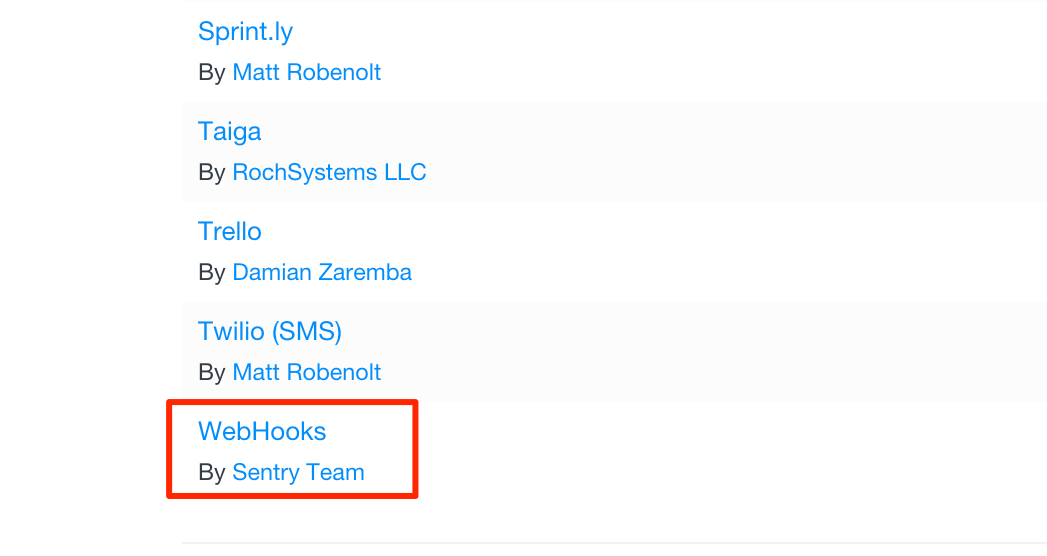 Sprint.ly
By Matt Robenolt
Taiga
By RochSystems LLC
Trello
By Damian Zaremba
Twilio (SMS)
By Matt Robenolt
WebHooks
By Sentry Team